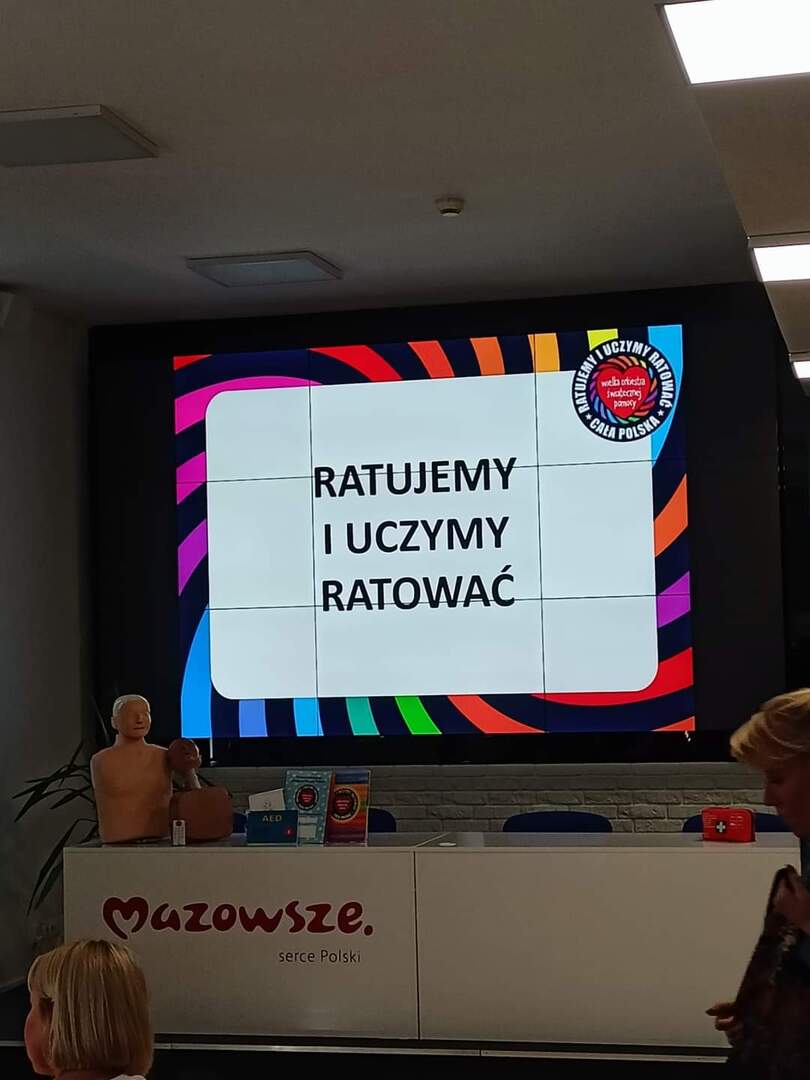 RATUJEMY I UCZYMY RATOWAĆ
wielka orkiestra
świątecznej
pomocy
★ CAŁA POLSKA ★
RATUJEMY
I UCZYMY
RATOWAĆ
AED
mazowsze.
serce Polski